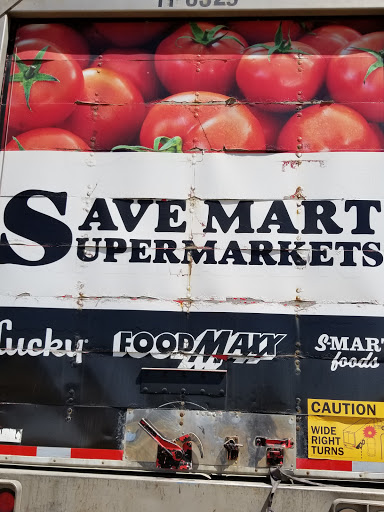 SAVE MART
SUPERMARKETS
Lucky
FOODMAXX
S-MART
foods
CAUTION
WIDE
RIGHT
TURNS